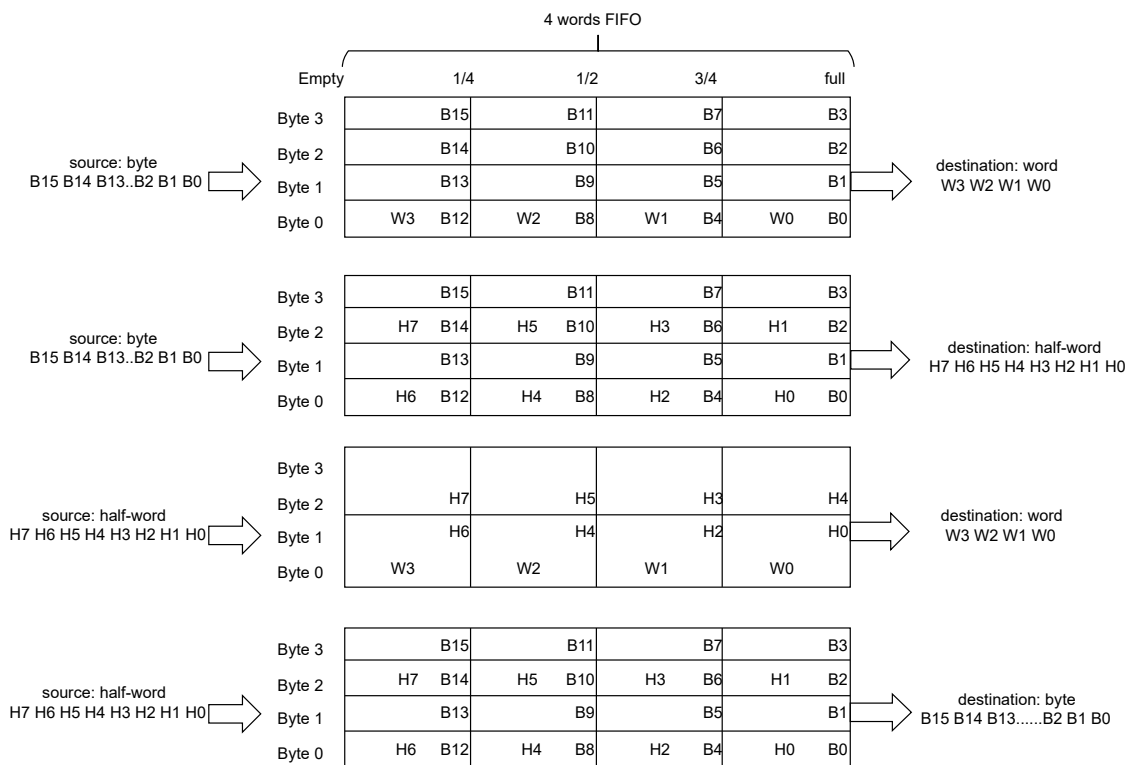 4 words FIFO
Empty 1/4 1/2 3/4 full
Byte 3 B15 B11 B7 B3
Byte 2 B14 B10 B6 B2
Byte 1 B13 B9 B5 B1
Byte 0 W3 B12 W2 B8 W1 B4 W0 B0
source: byte
B15 B14 B13..B2 B1 B0
destination: word
W3 W2 W1 W0
Byte 3 B15 B11 B7 B3
Byte 2 H7 B14 H5 B10 H3 B6 H1 B2
Byte 1 B13 B9 B5 B1
Byte 0 H6 B12 H4 B8 H2 B4 H0 B0
source: byte
B15 B14 B13..B2 B1 B0
destination: half-word
H7 H6 H5 H4 H3 H2 H1 H0
Byte 3
Byte 2 H7 H5 H3 H4
Byte 1 H6 H4 H2 H0
Byte 0 W3 W2 W1 W0
source: half-word
H7 H6 H5 H4 H3 H2 H1 H0
destination: word
W3 W2 W1 W0
Byte 3 B15 B11 B7 B3
Byte 2 H7 B14 H5 B10 H3 B6 H1 B2
Byte 1 B13 B9 B5 B1
Byte 0 H6 B12 H4 B8 H2 B4 H0 B0
source: half-word
H7 H6 H5 H4 H3 H2 H1 H0
destination: byte
B15 B14 B13......B2 B1 B0